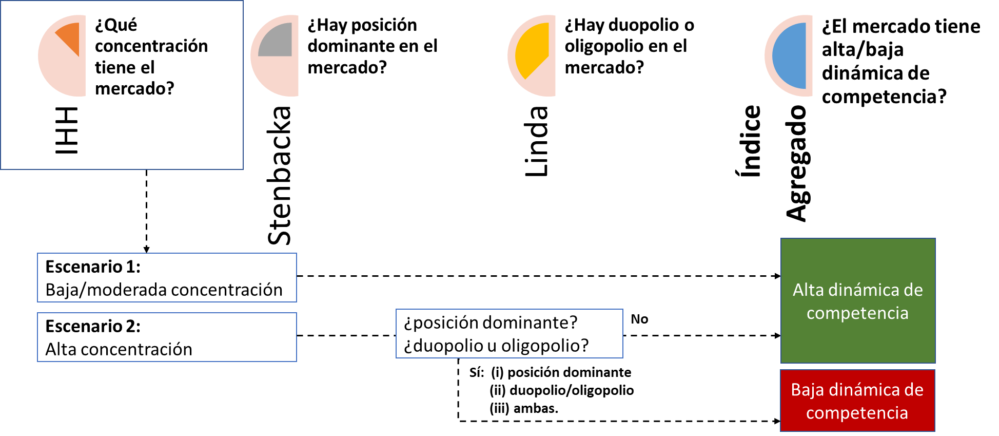 ¿Qué
concentración
tiene el
mercado?
IHH
¿Hay posición
dominante en el
mercado?
Stenbacka
¿Hay duopolio o
oligopolio en el
mercado?
Linda
¿El mercado tiene
alta/baja
dinámica de
competencia?
Índice
Agregado
Escenario 1:
Baja/moderada concentración
Escenario 2:
Alta concentración
¿posición dominante?
¿duopolio u oligopolio?
No
Sí: (i) posición dominante
(ii) duopolio/oligopolio
(iii) ambas.
Alta dinámica de
competencia
Baja dinámica de
competencia